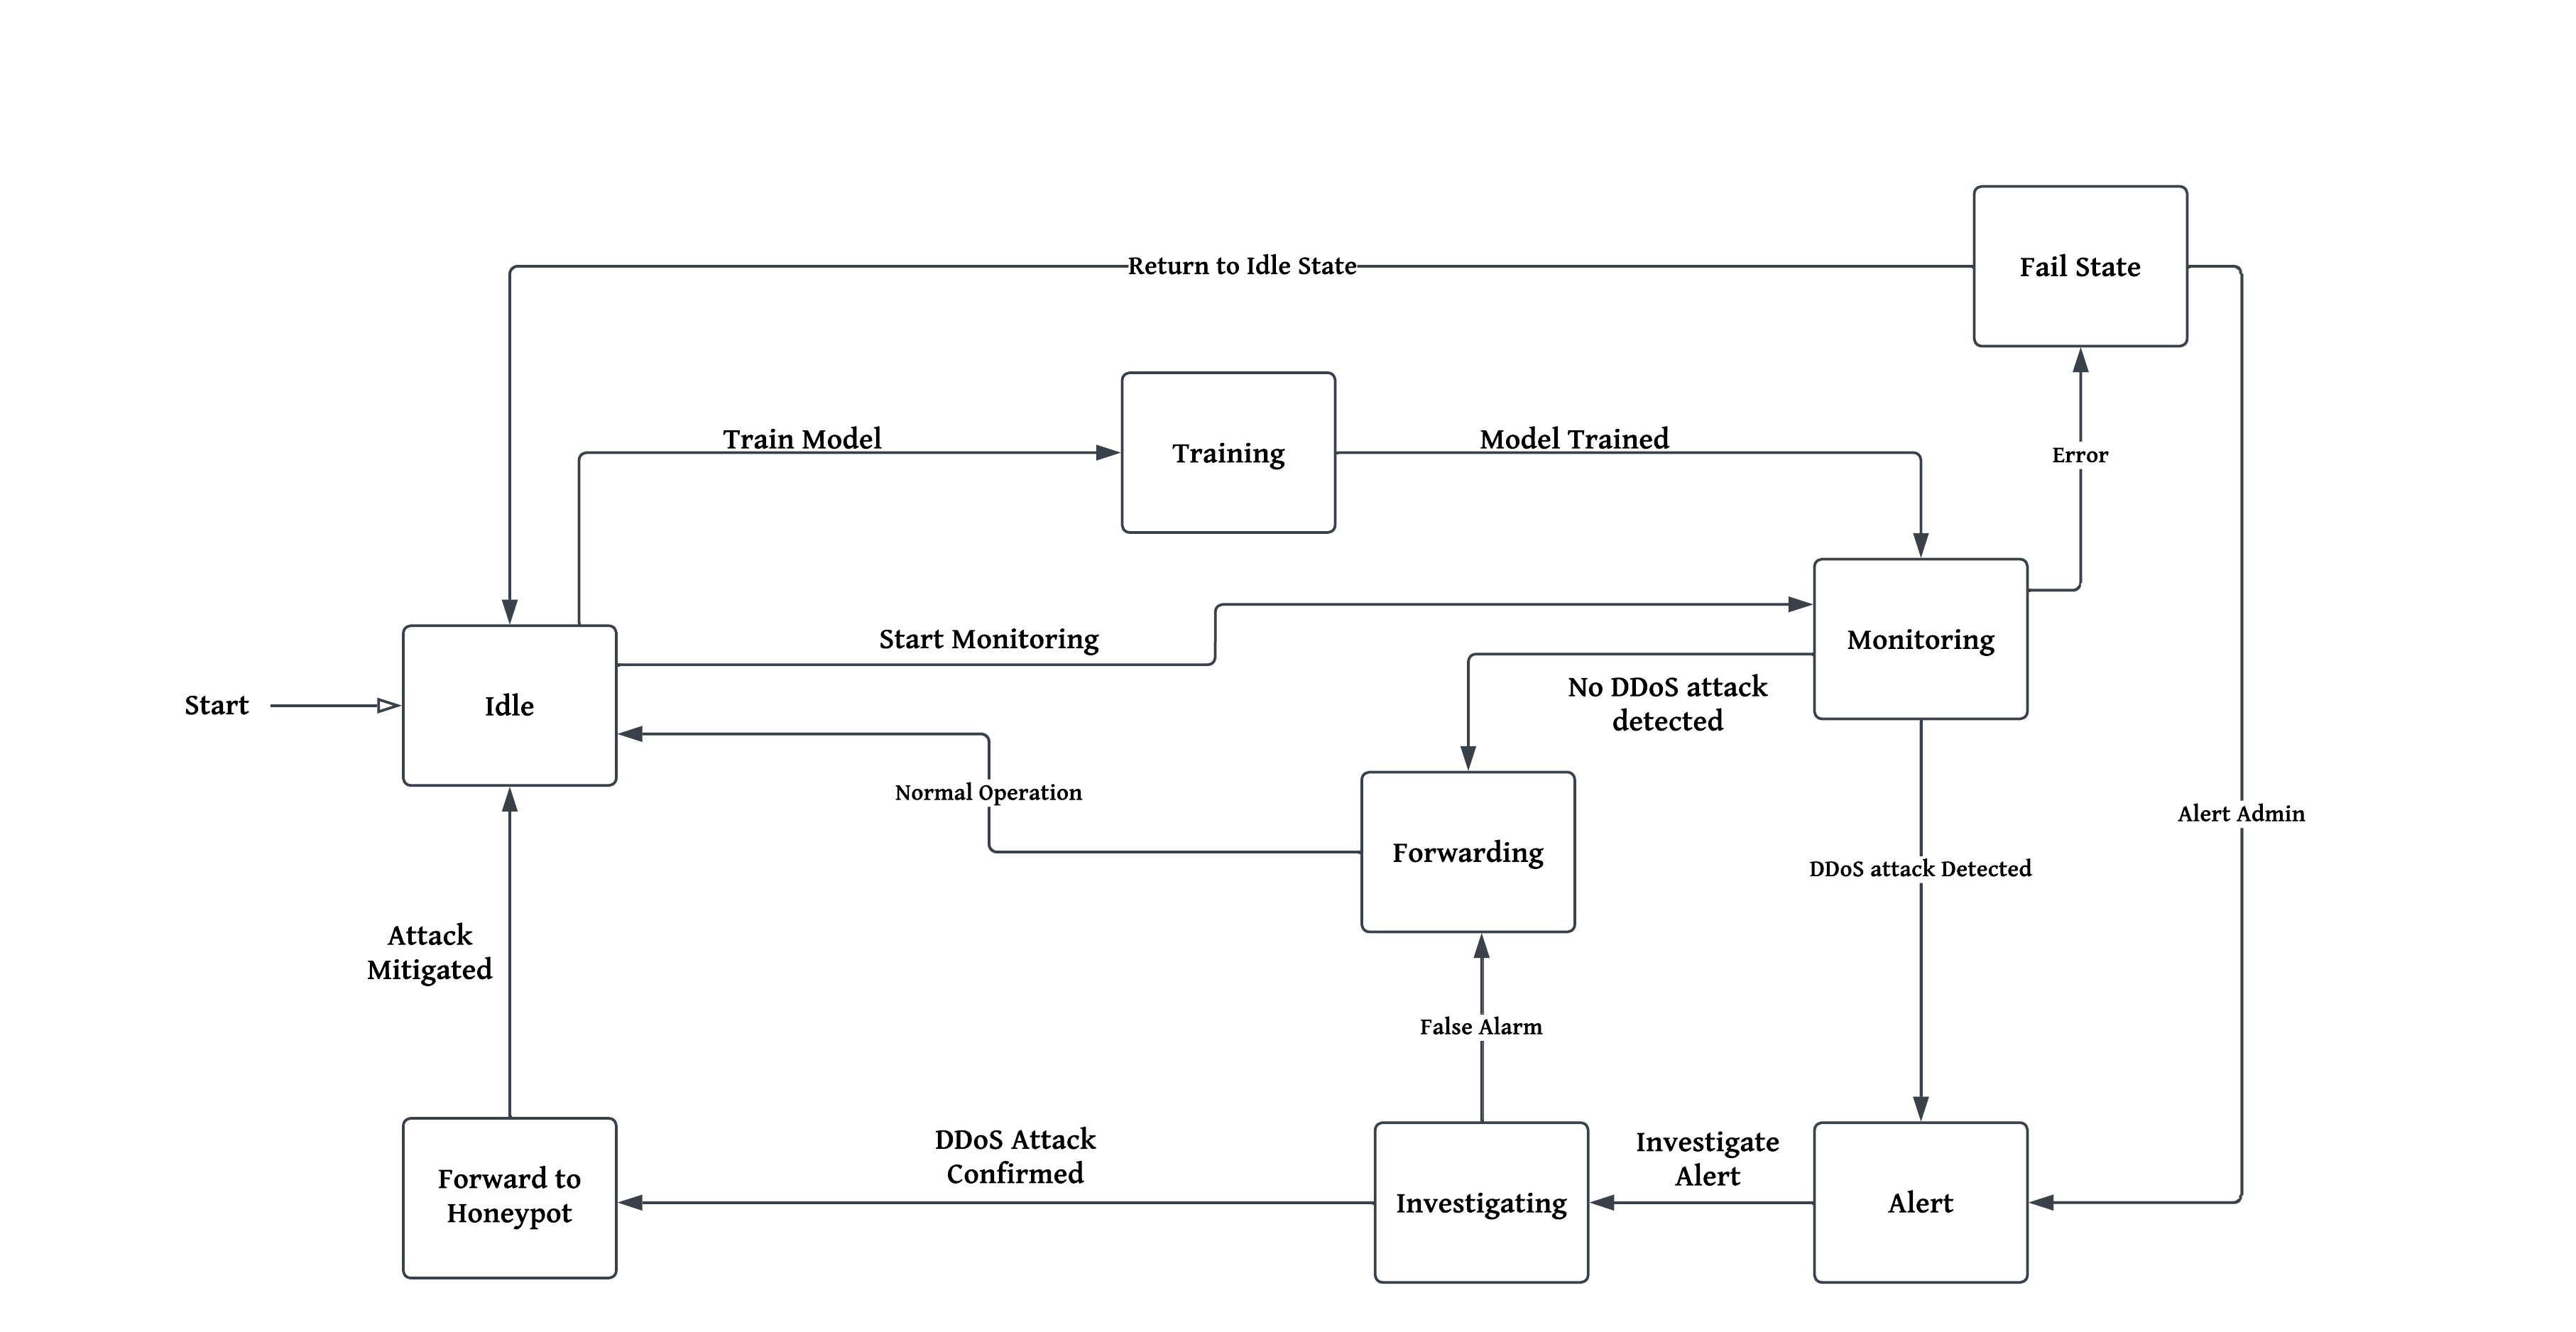 Return to Idle State
Fail State
Train Model
Training
Model Trained
Error
Start Monitoring
Monitoring
Start
Idle
No DDoS attack
detected
Normal Operation
Forwarding
Alert Admin
DDoS attack Detected
Attack
Mitigated
False Alarm
Forward to
Honeypot
DDoS Attack
Confirmed
Investigating
Investigate
Alert
Alert